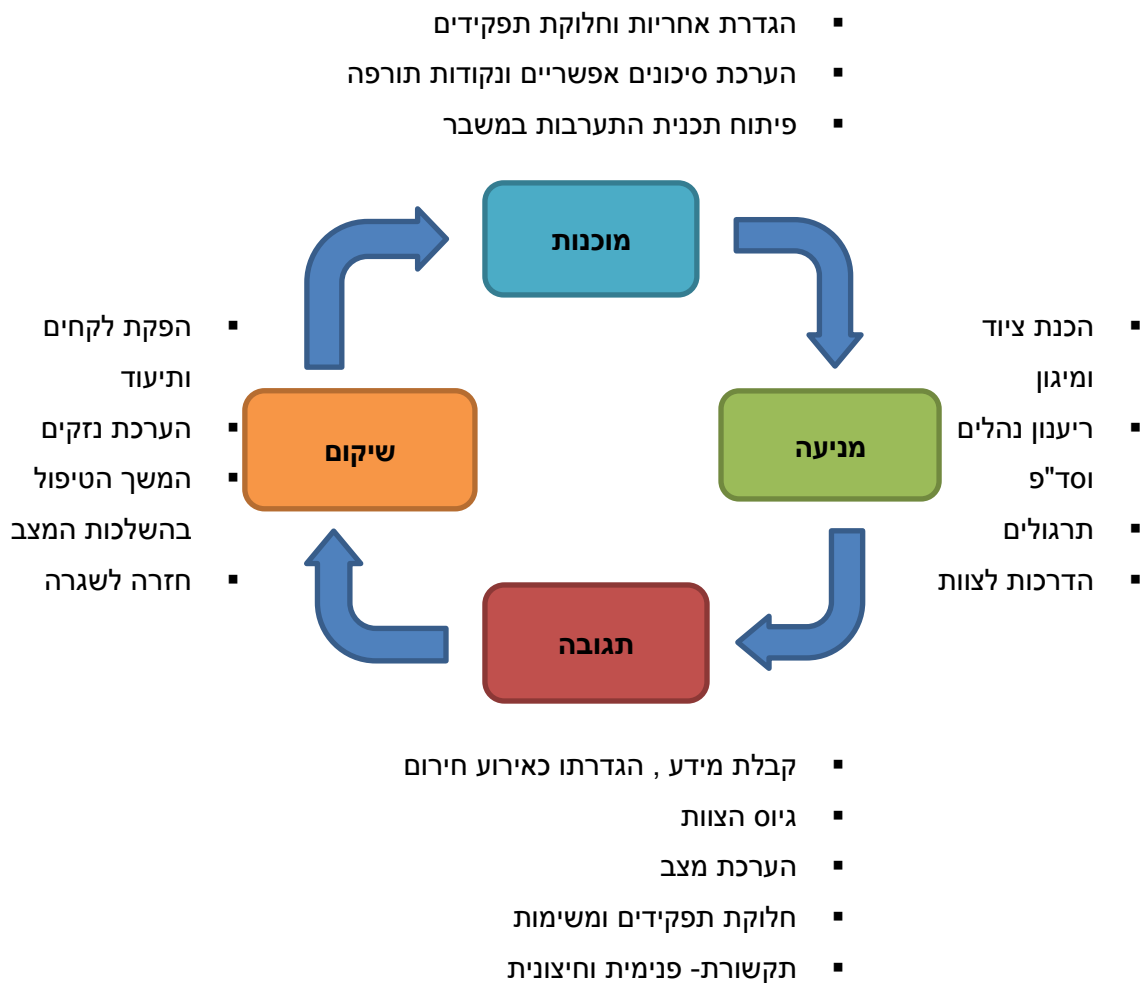 ▪ הגדרת אחריות וחלוקת תפקידים
▪ הערכת סיכונים אפשריים ונקודות תורפה
▪ פיתוח תכנית התערבות במשבר
מוכנות
▪ הכנת ציוד
ומיגון
▪ ריענון נהלים
וסד"פ
▪ תרגולים
▪ הדרכות לצוות
מניעה
תגובה
▪ קבלת מידע , הגדרתו כאירוע חירום
▪ גיוס הצוות
▪ הערכת מצב
▪ חלוקת תפקידים ומשימות
▪ תקשורת- פנימית וחיצונית
שיקום
▪ הפקת לקחים
ותיעוד
▪ הערכת נזקים
▪ המשך הטיפול
בהשלכות המצב
▪ חזרה לשגרה